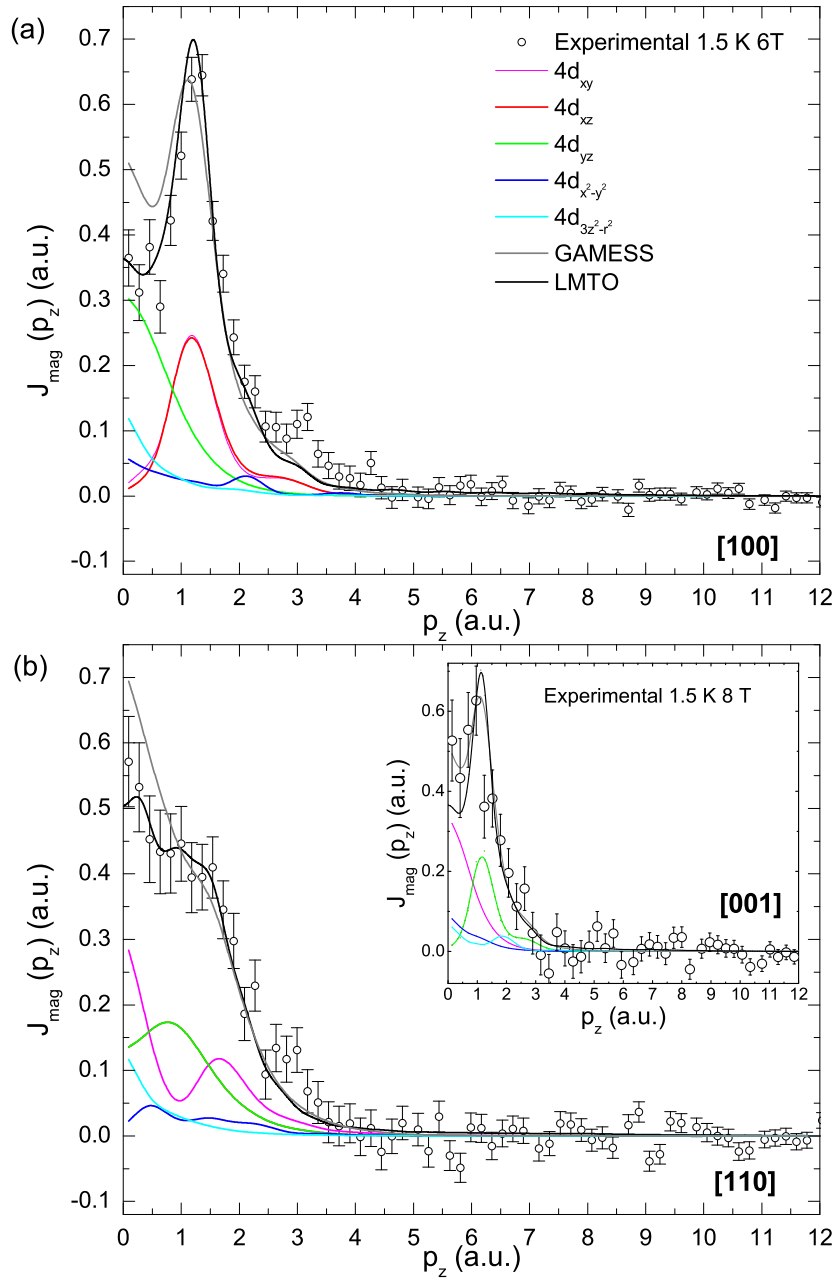 (a)
0.7
0.6
0.5
0.4
0.3
0.2
0.1
0.0
-0.1
J_mag (p_z) (a.u.)
Experimental 1.5 K 6T
4d_xy
4d_xz
4d_yz
4d_x²-y²
4d_3z²-r²
GAMESS
LMTO
[100]
0 1 2 3 4 5 6 7 8 9 10 11 12
p_z (a.u.)
(b)
0.7
0.6
0.5
0.4
0.3
0.2
0.1
0.0
-0.1
J_mag (p_z) (a.u.)
Experimental 1.5 K 8 T
0.6
0.4
0.2
0.0
J_mag (p_z) (a.u.)
[001]
0 1 2 3 4 5 6 7 8 9 10 11 12
p_z (a.u.)
[110]
0 1 2 3 4 5 6 7 8 9 10 11 12
p_z (a.u.)